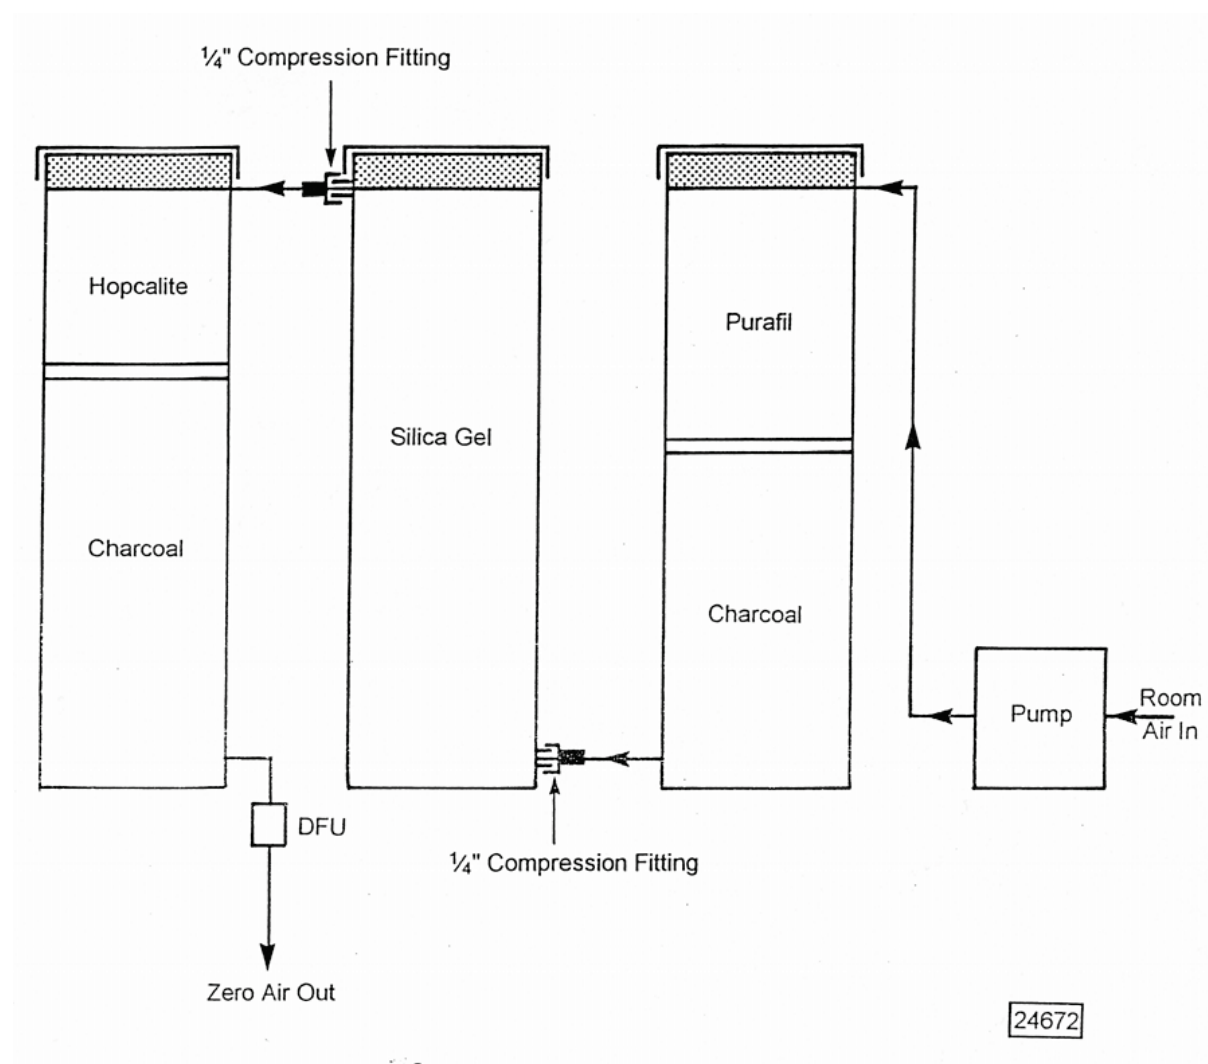 ¼" Compression Fitting
Hopcalite
Purafil
Silica Gel
Charcoal
Charcoal
Pump
Room
Air In
DFU
¼" Compression Fitting
Zero Air Out
24672